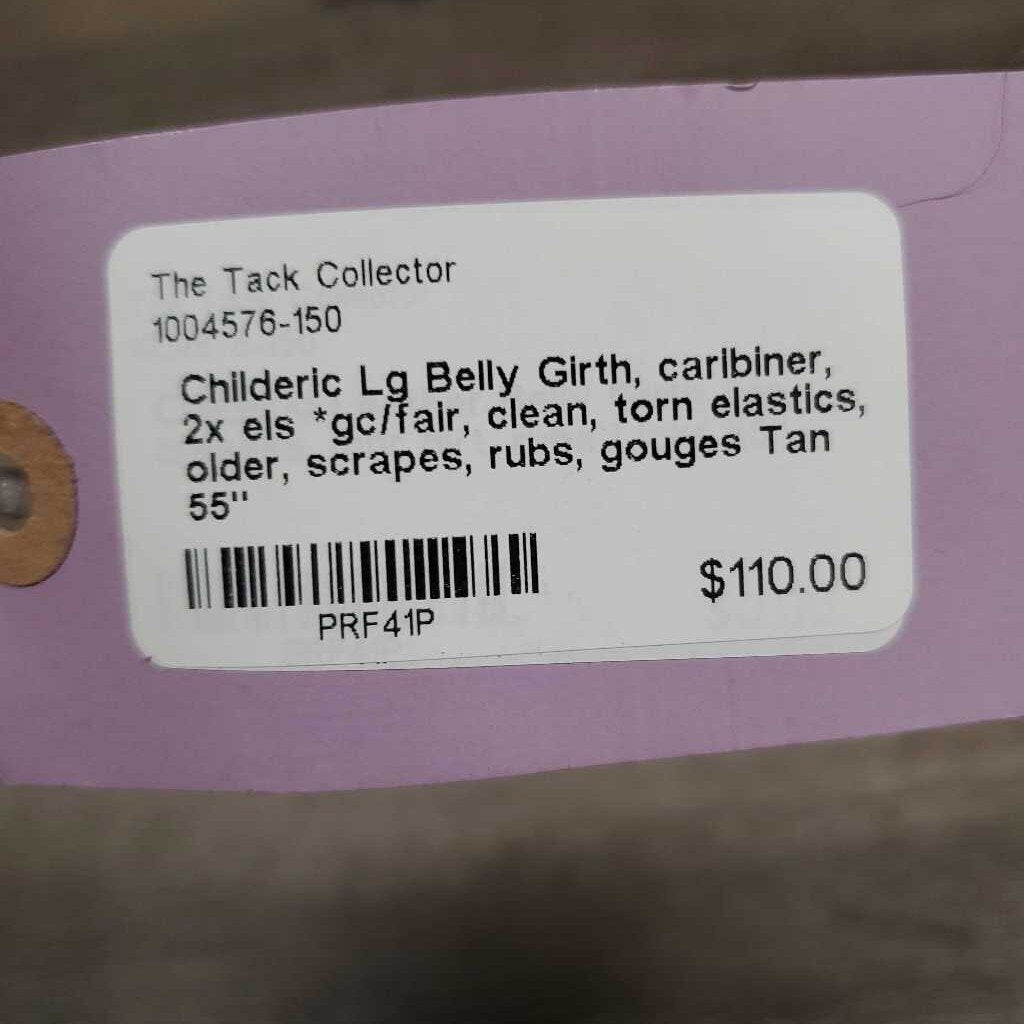 The Tack Collector
1004576-150
Childeric Lg Belly Girth, caribiner,
2x els *gc/fair, clean, torn elastics,
older, scrapes, rubs, gouges Tan
55"
PRF41P
$110.00